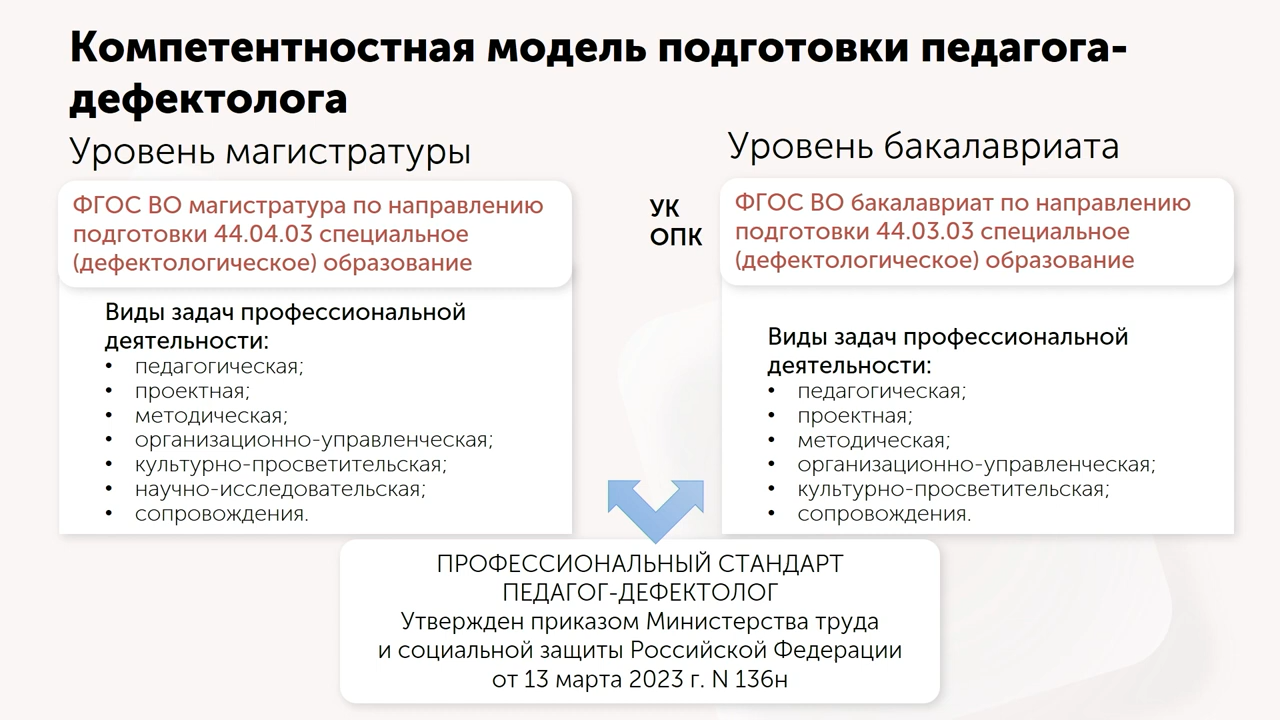 Компетентностная модель подготовки педагога-
дефектолога
Уровень магистратуры
ФГОС ВО магистратура по направлению
подготовки 44.04.03 специальное
(дефектологическое) образование
Виды задач профессиональной
деятельности:
• педагогическая;
• проектная;
• методическая;
• организационно-управленческая;
• культурно-просветительская;
• научно-исследовательская;
• сопровождения.
УК
ОПК
Уровень бакалавриата
ФГОС ВО бакалавриат по направлению
подготовки 44.03.03 специальное
(дефектологическое) образование
Виды задач профессиональной
деятельности:
• педагогическая;
• проектная;
• методическая;
• организационно-управленческая;
• культурно-просветительская;
• сопровождения.
ПРОФЕССИОНАЛЬНЫЙ СТАНДАРТ
ПЕДАГОГ-ДЕФЕКТОЛОГ
Утвержден приказом Министерства труда
и социальной защиты Российской Федерации
от 13 марта 2023 г. N 136н